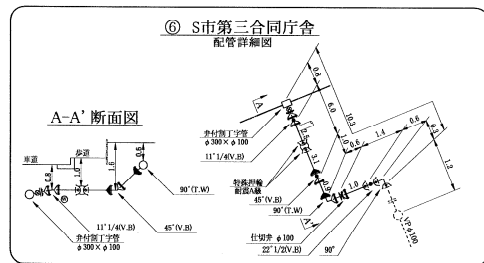 ⑥ S市第三合同庁舎
配管詳細図
A-A'断面図
車道
歩道
0.8
1.0
1.6
0.6
90°(T.W)
11°1/4(V.B)
45°(V.B)
弁付割丁字管
φ300×φ100
A
弁付割丁字管
φ300×φ100
11°1/4(V.B)
特殊押輪
耐震A級
45°(V.B)
90°(T.W)
A'
仕切弁 φ100
22°1/2(V.B)
90°
VPφ100
6.0
10.3
1.0
0.6
1.4
0.6
1.0
3.1